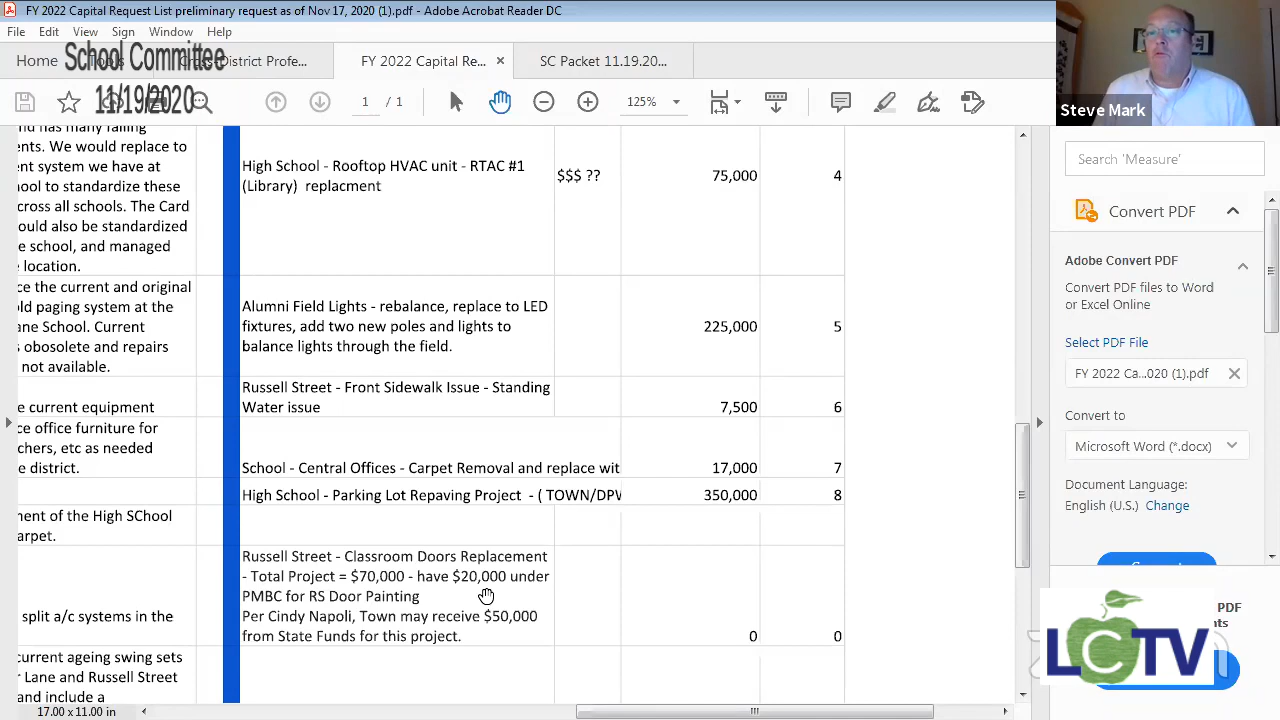 FY 2022 Capital Request List preliminary request as of Nov 17, 2020 (1).pdf - Adobe Acrobat Reader DC
File Edit View Sign Window Help
School Committee
11/19/2020
Home Tools Cross-District Profe... FY 2022 Capital Re... × SC Packet 11.19.20...
1 / 1 125%
nd has many failing
ents. We would replace to
ent system we have at
hool to standardize these
cross all schools. The Card
ould also be standardized
e school, and managed
e location.
ce the current and original
old paging system at the
ane School. Current
s obosolete and repairs
not available.
e current equipment
ce office furniture for
chers, etc as needed
e district.
ment of the High SChool
arpet.
split a/c systems in the
current ageing swing sets
r Lane and Russell Street
and include a
High School - Rooftop HVAC unit - RTAC #1
(Library) replacment
$$$ ?? 75,000 4
Alumni Field Lights - rebalance, replace to LED
fixtures, add two new poles and lights to
balance lights through the field.
225,000 5
Russell Street - Front Sidewalk Issue - Standing
Water issue
7,500 6
School - Central Offices - Carpet Removal and replace wit 17,000 7
High School - Parking Lot Repaving Project - ( TOWN/DPW 350,000 8
Russell Street - Classroom Doors Replacement
- Total Project = $70,000 - have $20,000 under
PMBC for RS Door Painting
Per Cindy Napoli, Town may receive $50,000
from State Funds for this project.
0 0
17.00 x 11.00 in
Steve Mark
Search 'Measure'
Convert PDF
Adobe Convert PDF
Convert PDF files to Word
or Excel Online
Select PDF File
FY 2022 Ca...020 (1).pdf
Convert to
Microsoft Word (*.docx)
Document Language:
English (U.S.) Change
LCTV